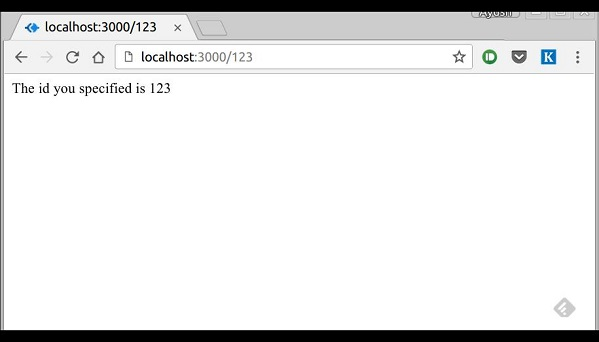 Ayush
localhost:3000/123
localhost:3000/123
K
The id you specified is 123